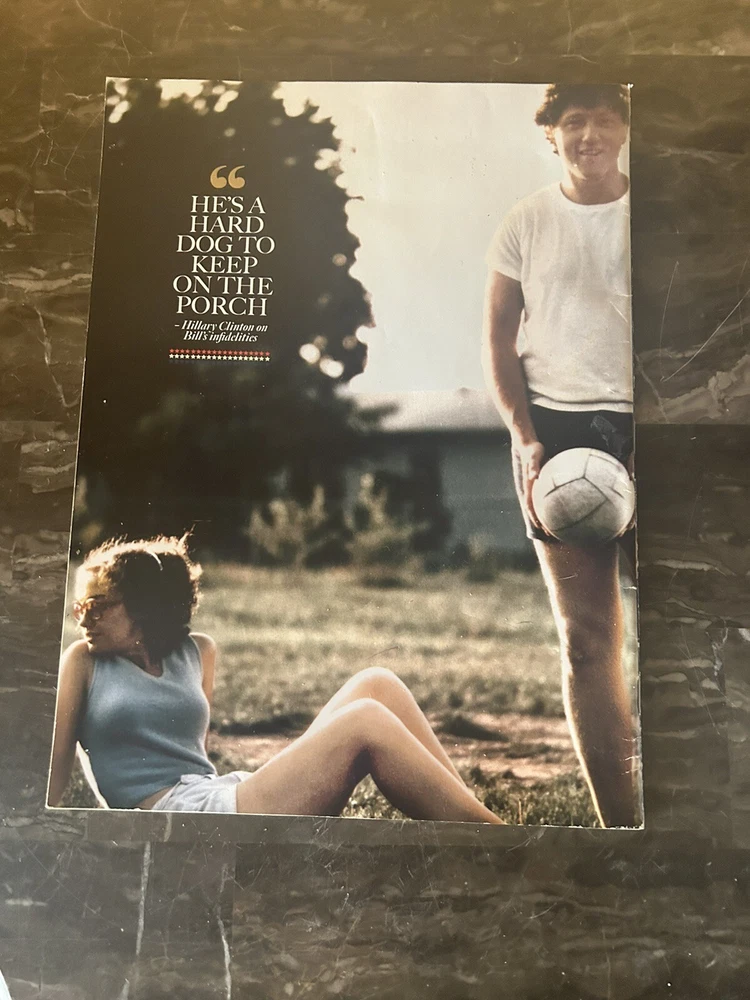 “
HE'S A
HARD
DOG TO
KEEP
ON THE
PORCH
– Hillary Clinton on
Bill's infidelities